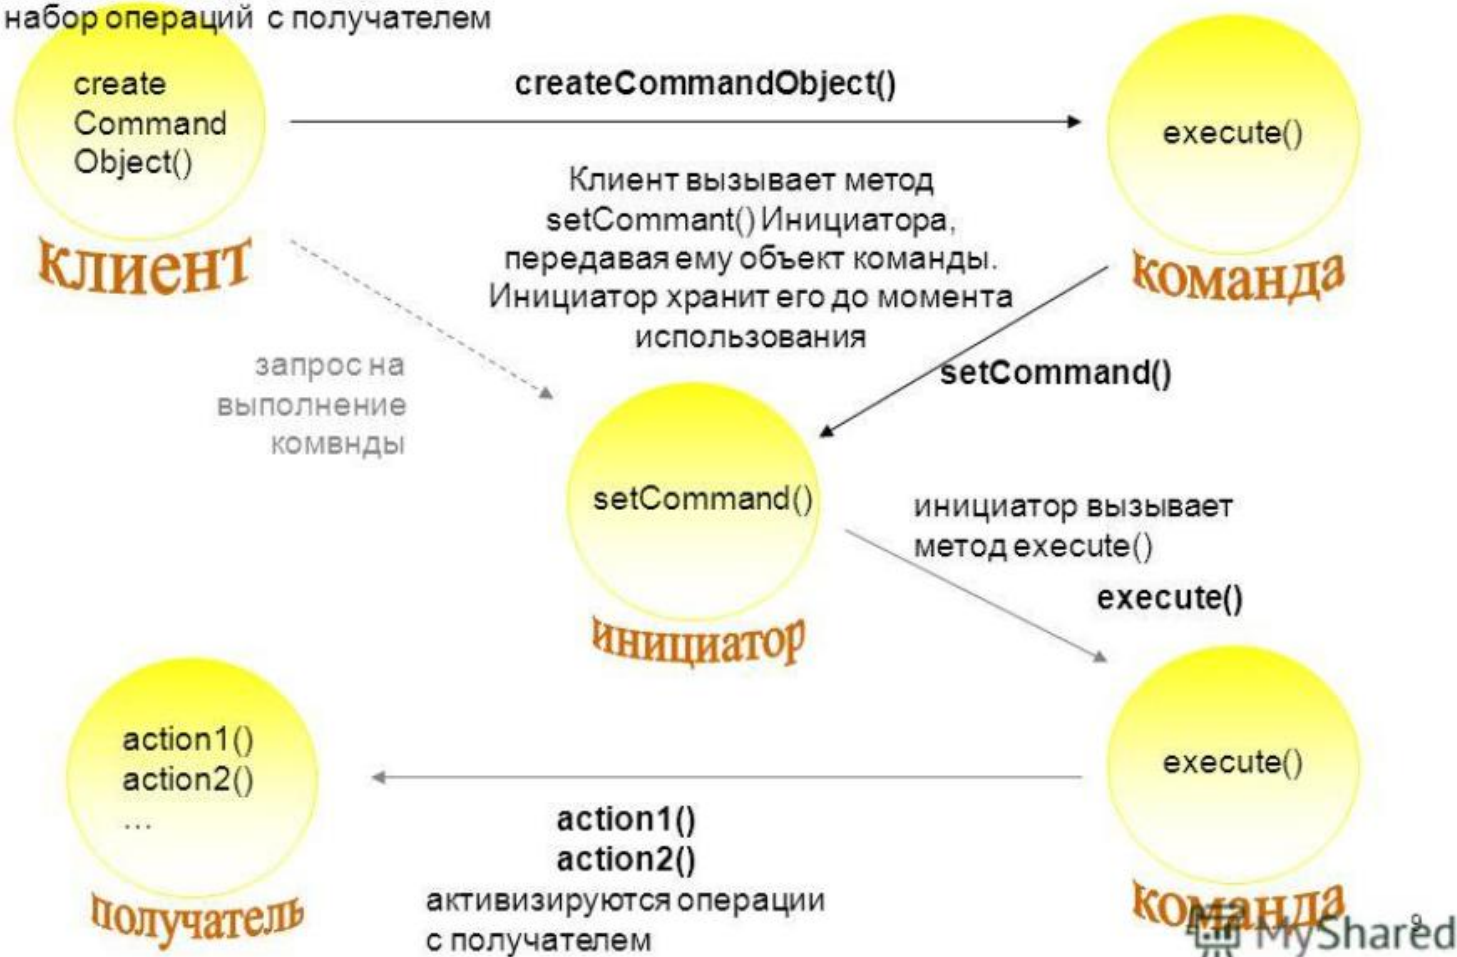 набор операций с получателем
create
Command
Object()
клиент
createCommandObject()
execute()
команда
Клиент вызывает метод
setCommant() Инициатора,
передавая ему объект команды.
Инициатор хранит его до момента
использования
запрос на
выполнение
комвнды
setCommand()
setCommand()
инициатор
инициатор вызывает
метод execute()
execute()
execute()
команда
action1()
action2()
...
получатель
action1()
action2()
активизируются операции
с получателем
9
MyShared